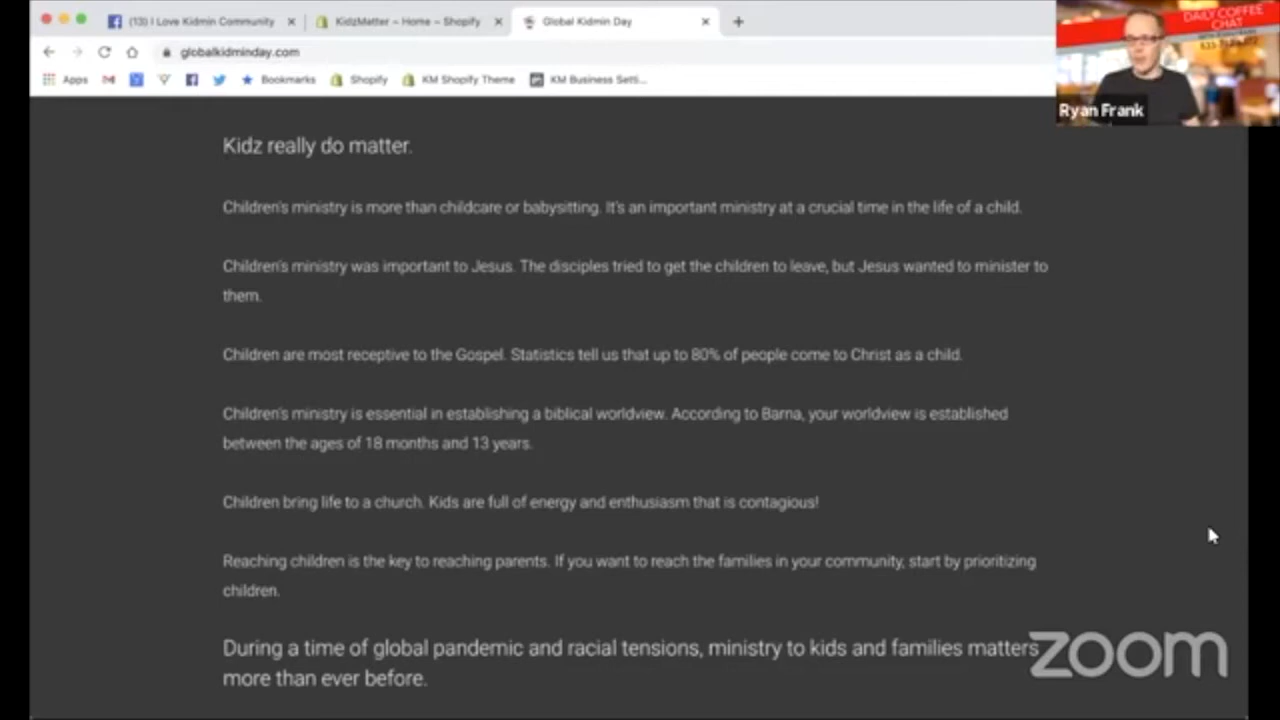 (13) I Love Kidmin Community
KidzMatter ~ Home ~ Shopify
Global Kidmin Day
globalkidminday.com
Apps
Bookmarks
Shopify
KM Shopify Theme
KM Business Setti...
DAILY COFFEE
CHAT
Ryan Frank
Kidz really do matter.
Children's ministry is more than childcare or babysitting. It's an important ministry at a crucial time in the life of a child.
Children's ministry was important to Jesus. The disciples tried to get the children to leave, but Jesus wanted to minister to
them.
Children are most receptive to the Gospel. Statistics tell us that up to 80% of people come to Christ as a child.
Children's ministry is essential in establishing a biblical worldview. According to Barna, your worldview is established
between the ages of 18 months and 13 years.
Children bring life to a church. Kids are full of energy and enthusiasm that is contagious!
Reaching children is the key to reaching parents. If you want to reach the families in your community, start by prioritizing
children.
During a time of global pandemic and racial tensions, ministry to kids and families matters
more than ever before.
zoom